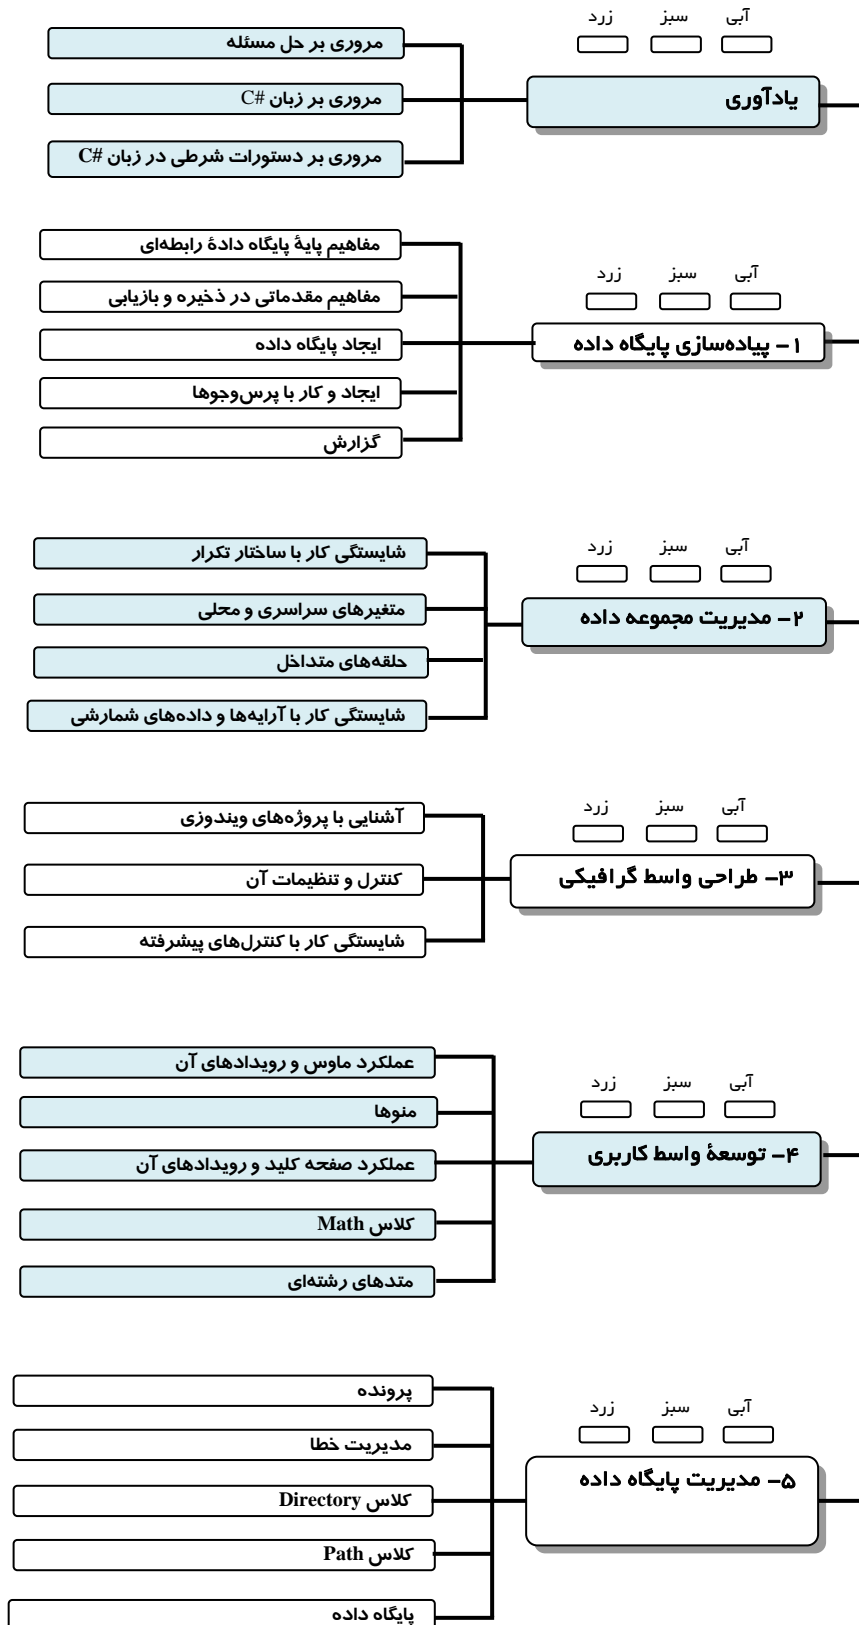 آبی سبز زرد
یادآوری
مروری بر حل مسئله
مروری بر زبان C#
مروری بر دستورات شرطی در زبان C#
آبی سبز زرد
۱- پیاده‌سازی پایگاه داده
مفاهیم پایهٔ پایگاه دادهٔ رابطه‌ای
مفاهیم مقدماتی در ذخیره و بازیابی
ایجاد پایگاه داده
ایجاد و کار با پرس‌وجوها
گزارش
آبی سبز زرد
۲- مدیریت مجموعه داده
شایستگی کار با ساختار تکرار
متغیرهای سراسری و محلی
حلقه‌های متداخل
شایستگی کار با آرایه‌ها و داده‌های شمارشی
آبی سبز زرد
۳- طراحی واسط گرافیکی
آشنایی با پروژه‌های ویندوزی
کنترل و تنظیمات آن
شایستگی کار با کنترل‌های پیشرفته
آبی سبز زرد
۴- توسعهٔ واسط کاربری
عملکرد ماوس و رویدادهای آن
منوها
عملکرد صفحه کلید و رویدادهای آن
کلاس Math
متدهای رشته‌ای
آبی سبز زرد
۵- مدیریت پایگاه داده
پرونده
مدیریت خطا
کلاس Directory
کلاس Path
پایگاه داده